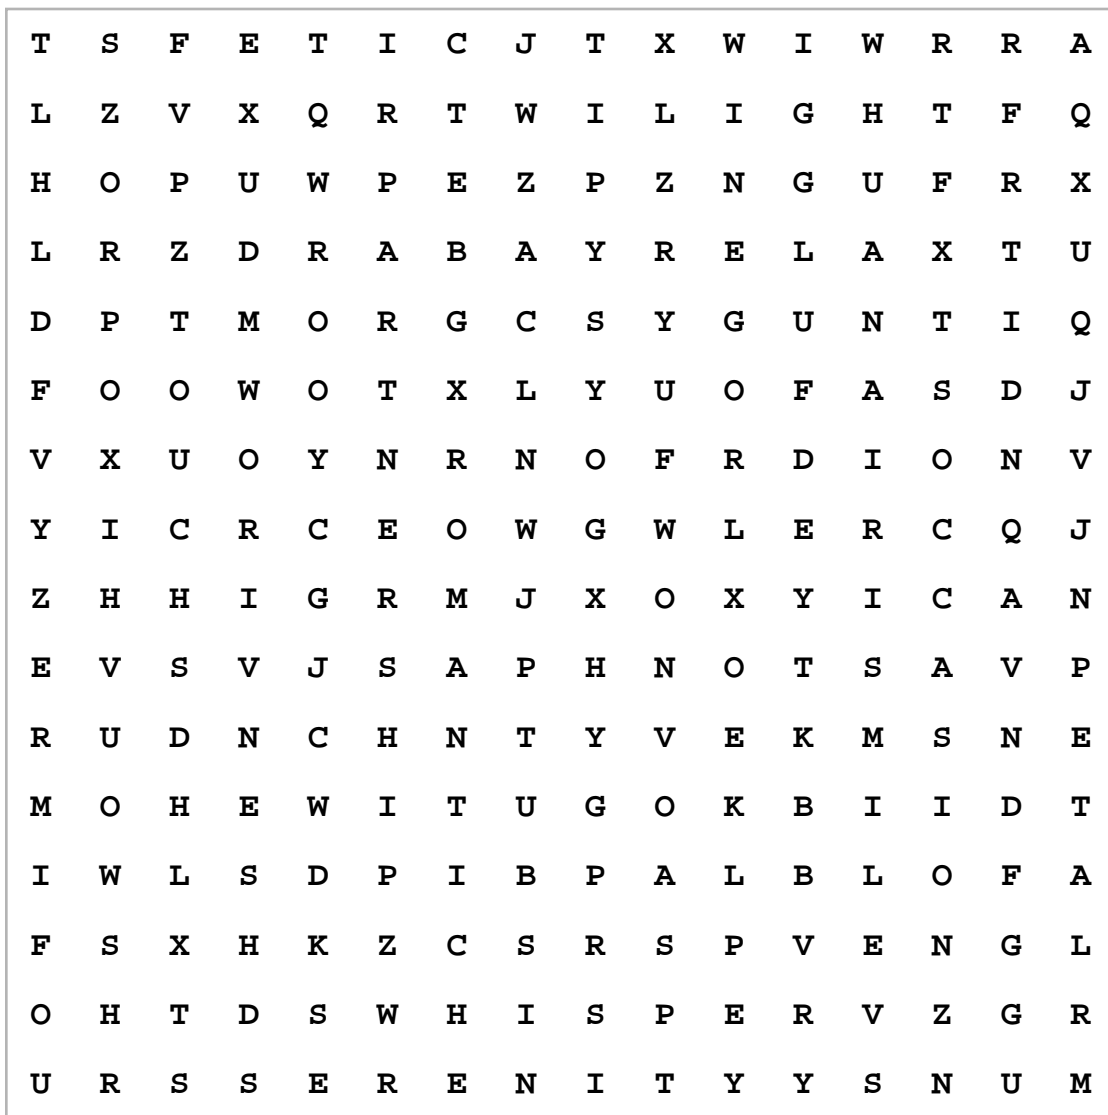 T S F E T I C J T X W I W R R A
L Z V X Q R T W I L I G H T F Q
H O P U W P E Z P Z N G U F R X
L R Z D R A B A Y R E L A X T U
D P T M O R G C S Y G U N T I Q
F O O W O T X L Y U O F A S D J
V X U O Y N R N O F R D I O N V
Y I C R C E O W G W L E R C Q J
Z H H I G R M J X O X Y I C A N
E V S V J S A P H N O T S A V P
R U D N C H N T Y V E K M S N E
M O H E W I T U G O K B I I D T
I W L S D P I B P A L B L O F A
F S X H K Z C S R S P V E N G L
O H T D S W H I S P E R V Z G R
U R S S E R E N I T Y Y S N U M